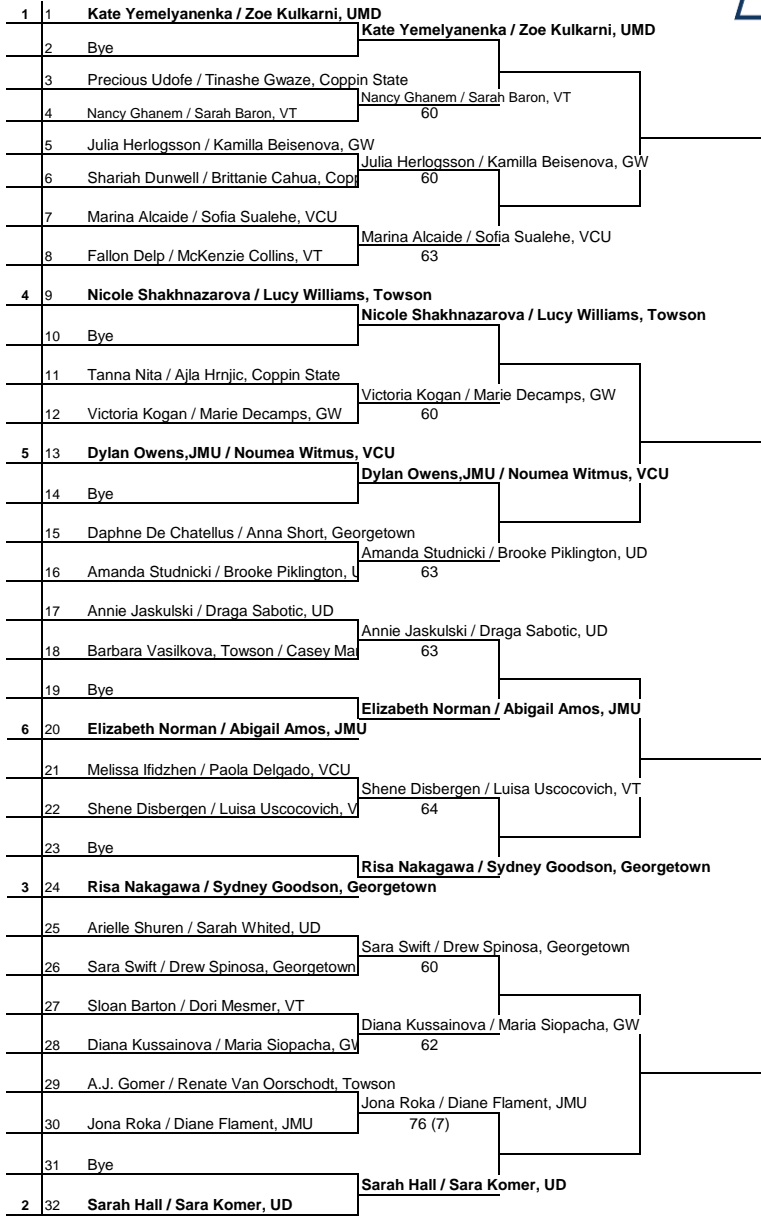 1 1 Kate Yemelyanenka / Zoe Kulkarni, UMD
Kate Yemelyanenka / Zoe Kulkarni, UMD
2 Bye
3 Precious Udofe / Tinashe Gwaze, Coppin State
Nancy Ghanem / Sarah Baron, VT
4 Nancy Ghanem / Sarah Baron, VT 60
5 Julia Herlogsson / Kamilla Beisenova, GW
Julia Herlogsson / Kamilla Beisenova, GW
6 Shariah Dunwell / Brittanie Cahua, Copp 60
7 Marina Alcaide / Sofia Sualehe, VCU
Marina Alcaide / Sofia Sualehe, VCU
8 Fallon Delp / McKenzie Collins, VT 63
4 9 Nicole Shakhnazarova / Lucy Williams, Towson
Nicole Shakhnazarova / Lucy Williams, Towson
10 Bye
11 Tanna Nita / Ajla Hrnjic, Coppin State
Victoria Kogan / Marie Decamps, GW
12 Victoria Kogan / Marie Decamps, GW 60
5 13 Dylan Owens,JMU / Noumea Witmus, VCU
Dylan Owens,JMU / Noumea Witmus, VCU
14 Bye
15 Daphne De Chatellus / Anna Short, Georgetown
Amanda Studnicki / Brooke Piklington, UD
16 Amanda Studnicki / Brooke Piklington, U 63
17 Annie Jaskulski / Draga Sabotic, UD
Annie Jaskulski / Draga Sabotic, UD
18 Barbara Vasilkova, Towson / Casey Mar 63
19 Bye
Elizabeth Norman / Abigail Amos, JMU
6 20 Elizabeth Norman / Abigail Amos, JMU
21 Melissa Ifidzhen / Paola Delgado, VCU
Shene Disbergen / Luisa Uscocovich, VT
22 Shene Disbergen / Luisa Uscocovich, V 64
23 Bye
Risa Nakagawa / Sydney Goodson, Georgetown
3 24 Risa Nakagawa / Sydney Goodson, Georgetown
25 Arielle Shuren / Sarah Whited, UD
Sara Swift / Drew Spinosa, Georgetown
26 Sara Swift / Drew Spinosa, Georgetown 60
27 Sloan Barton / Dori Mesmer, VT
Diana Kussainova / Maria Siopacha, GW
28 Diana Kussainova / Maria Siopacha, GW 62
29 A.J. Gomer / Renate Van Oorschodt, Towson
Jona Roka / Diane Flament, JMU
30 Jona Roka / Diane Flament, JMU 76 (7)
31 Bye
Sarah Hall / Sara Komer, UD
2 32 Sarah Hall / Sara Komer, UD